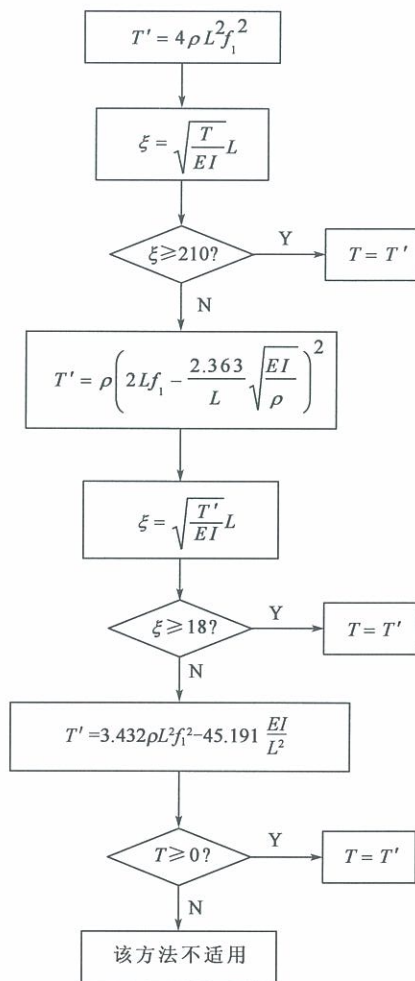 T' = 4ρL²f₁²
ξ = √(T/EI) L
ξ≥210?
Y
T = T'
N
T' = ρ(2Lf₁ − 2.363/L √(EI/ρ))²
ξ = √(T'/EI) L
ξ≥18?
Y
T = T'
N
T' =3.432ρL²f₁²−45.191 EI/L²
T≥0?
Y
T = T'
N
该方法不适用